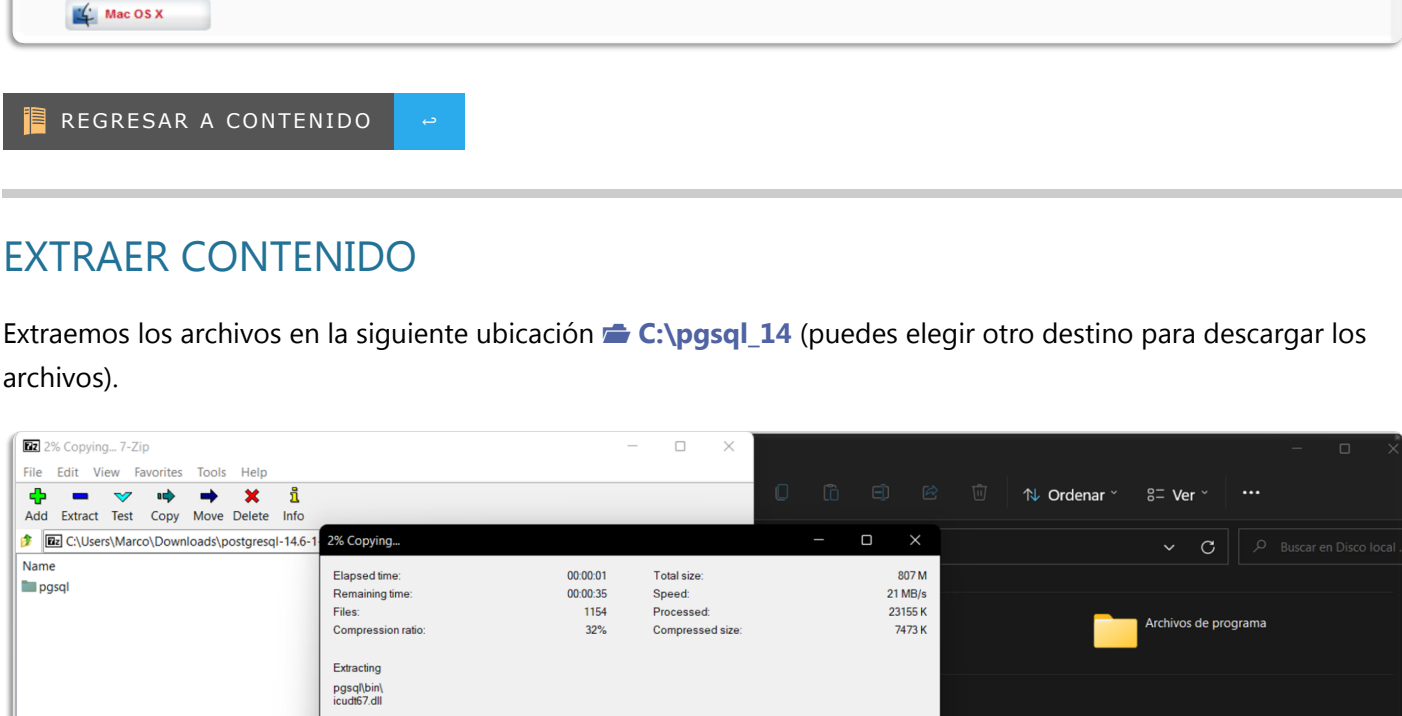 Mac OS X
REGRESAR A CONTENIDO
EXTRAER CONTENIDO
Extraemos los archivos en la siguiente ubicación C:\pgsql_14 (puedes elegir otro destino para descargar los
archivos).
2% Copying... 7-Zip
File Edit View Favorites Tools Help
Add Extract Test Copy Move Delete Info
Ordenar Ver
C:\Users\Marco\Downloads\postgresql-14.6-1
2% Copying...
Buscar en Disco local
Name
pgsql
Elapsed time: 00:00:01 Total size: 807 M
Remaining time: 00:00:35 Speed: 21 MB/s
Files: 1154 Processed: 23155 K
Compression ratio: 32% Compressed size: 7473 K
Archivos de programa
Extracting
pgsql\bin\
icudt67.dll